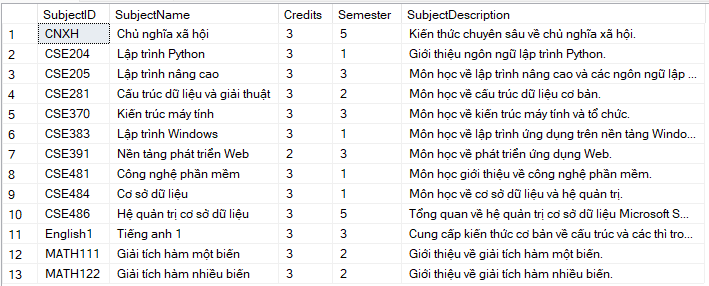 SubjectID SubjectName Credits Semester SubjectDescription
1 CNXH Chủ nghĩa xã hội 3 5 Kiến thức chuyên sâu về chủ nghĩa xã hội.
2 CSE204 Lập trình Python 3 1 Giới thiệu ngôn ngữ lập trình Python.
3 CSE205 Lập trình nâng cao 3 3 Môn học về lập trình nâng cao và các ngôn ngữ lập ...
4 CSE281 Cấu trúc dữ liệu và giải thuật 3 2 Môn học về cấu trúc dữ liệu cơ bản.
5 CSE370 Kiến trúc máy tính 3 3 Môn học về kiến trúc máy tính và tổ chức.
6 CSE383 Lập trình Windows 3 1 Môn học về lập trình ứng dụng trên nền tảng Windo...
7 CSE391 Nền tảng phát triển Web 2 3 Môn học về phát triển ứng dụng Web.
8 CSE481 Công nghệ phần mềm 3 1 Môn học giới thiệu về công nghệ phần mềm.
9 CSE484 Cơ sở dữ liệu 3 1 Môn học về cơ sở dữ liệu và hệ quản trị.
10 CSE486 Hệ quản trị cơ sở dữ liệu 3 5 Tổng quan về hệ quản trị cơ sở dữ liệu Microsoft S...
11 English1 Tiếng anh 1 3 3 Cung cấp kiến thức cơ bản về cấu trúc và các thì tro...
12 MATH111 Giải tích hàm một biến 3 2 Giới thiệu về giải tích hàm một biến.
13 MATH122 Giải tích hàm nhiều biến 3 2 Giới thiệu về giải tích hàm nhiều biến.